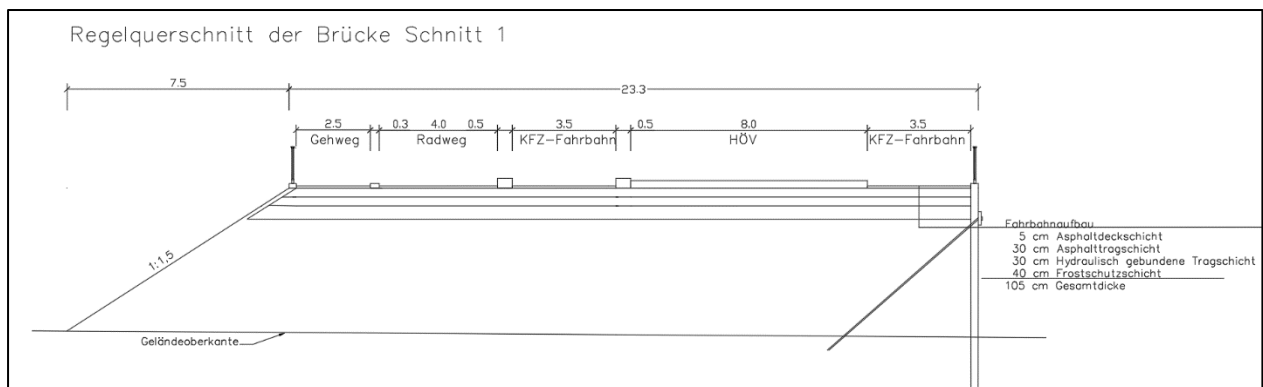 Regelquerschnitt der Brücke Schnitt 1
7.5 23.3
2.5 0.3 4.0 0.5 3.5 0.5 8.0 3.5
Gehweg Radweg KFZ-Fahrbahn HÖV KFZ-Fahrbahn
1:1,5
Fahrbahnaufbau
5 cm Asphaltdeckschicht
30 cm Asphalttragschicht
30 cm Hydraulisch gebundene Tragschicht
40 cm Frostschutzschicht
105 cm Gesamtdicke
Geländeoberkante